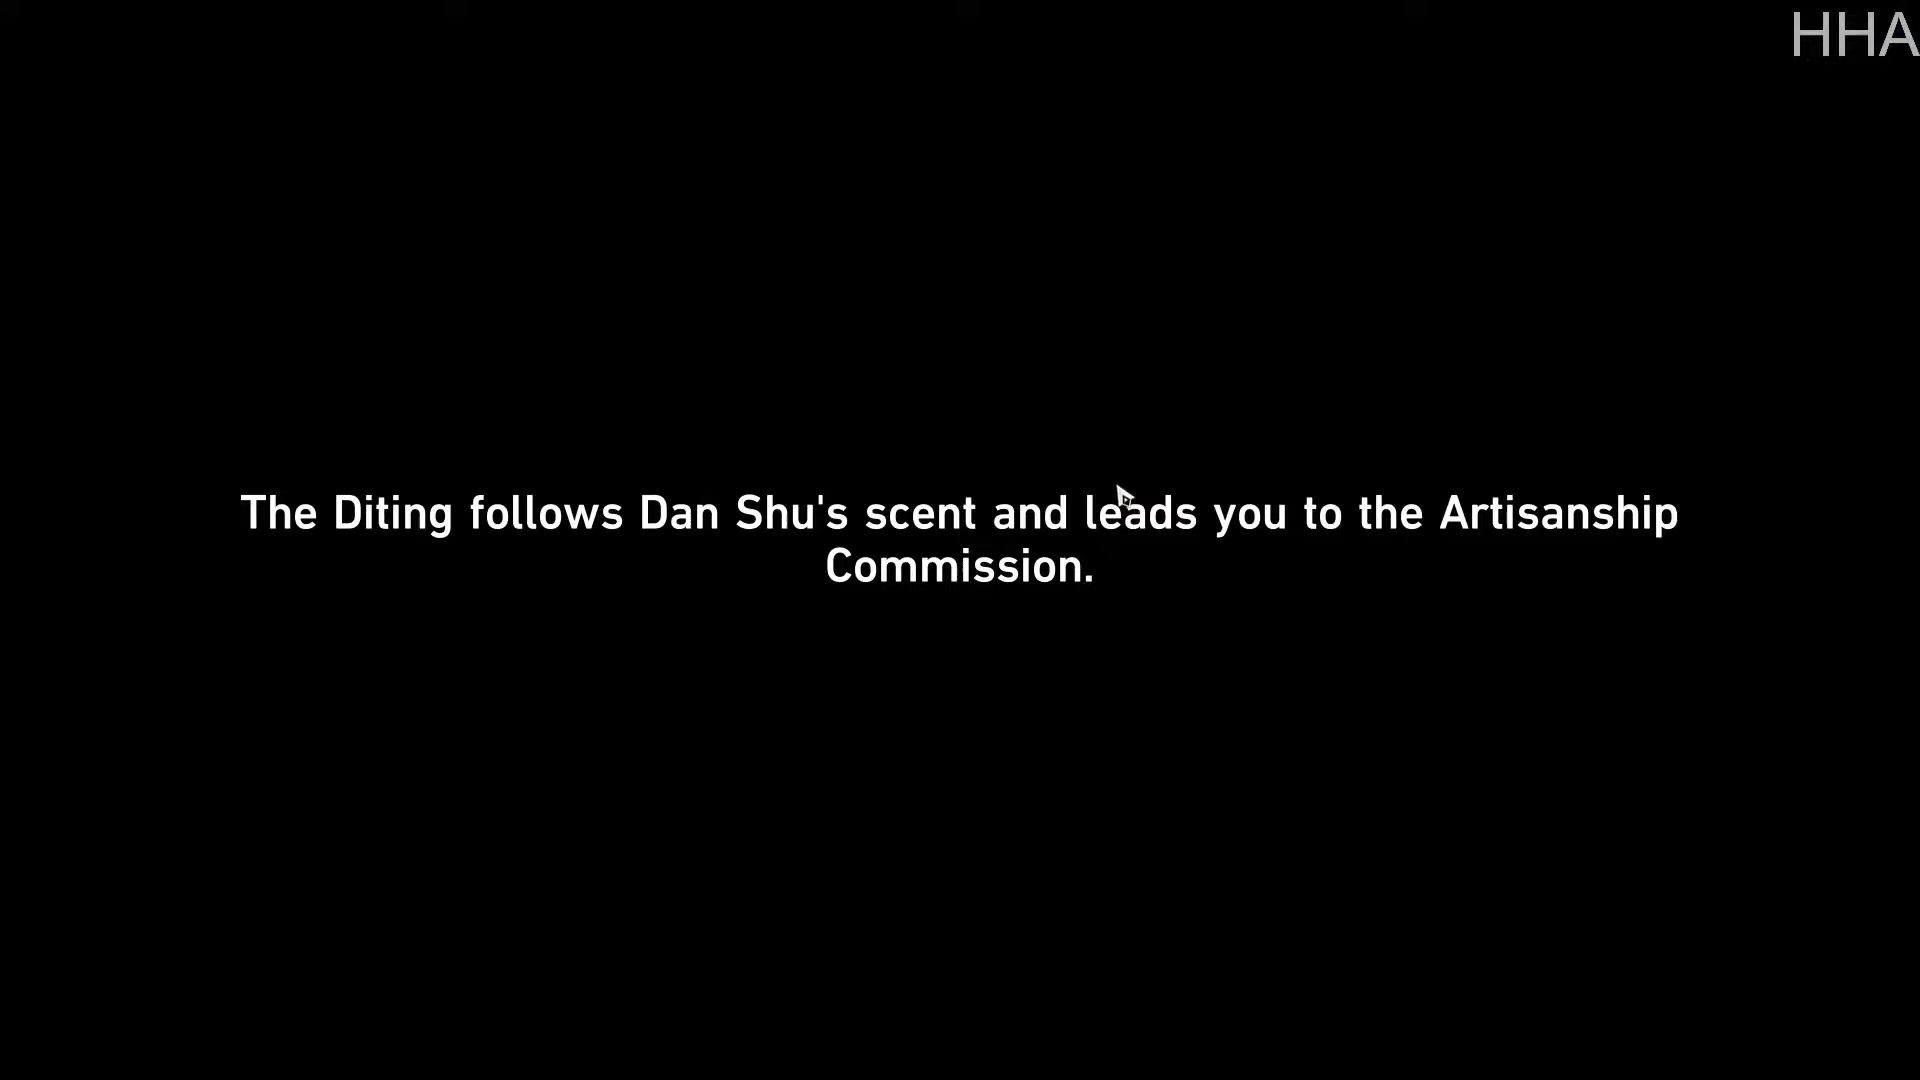 HHA
The Diting follows Dan Shu's scent and leads you to the Artisanship
Commission.